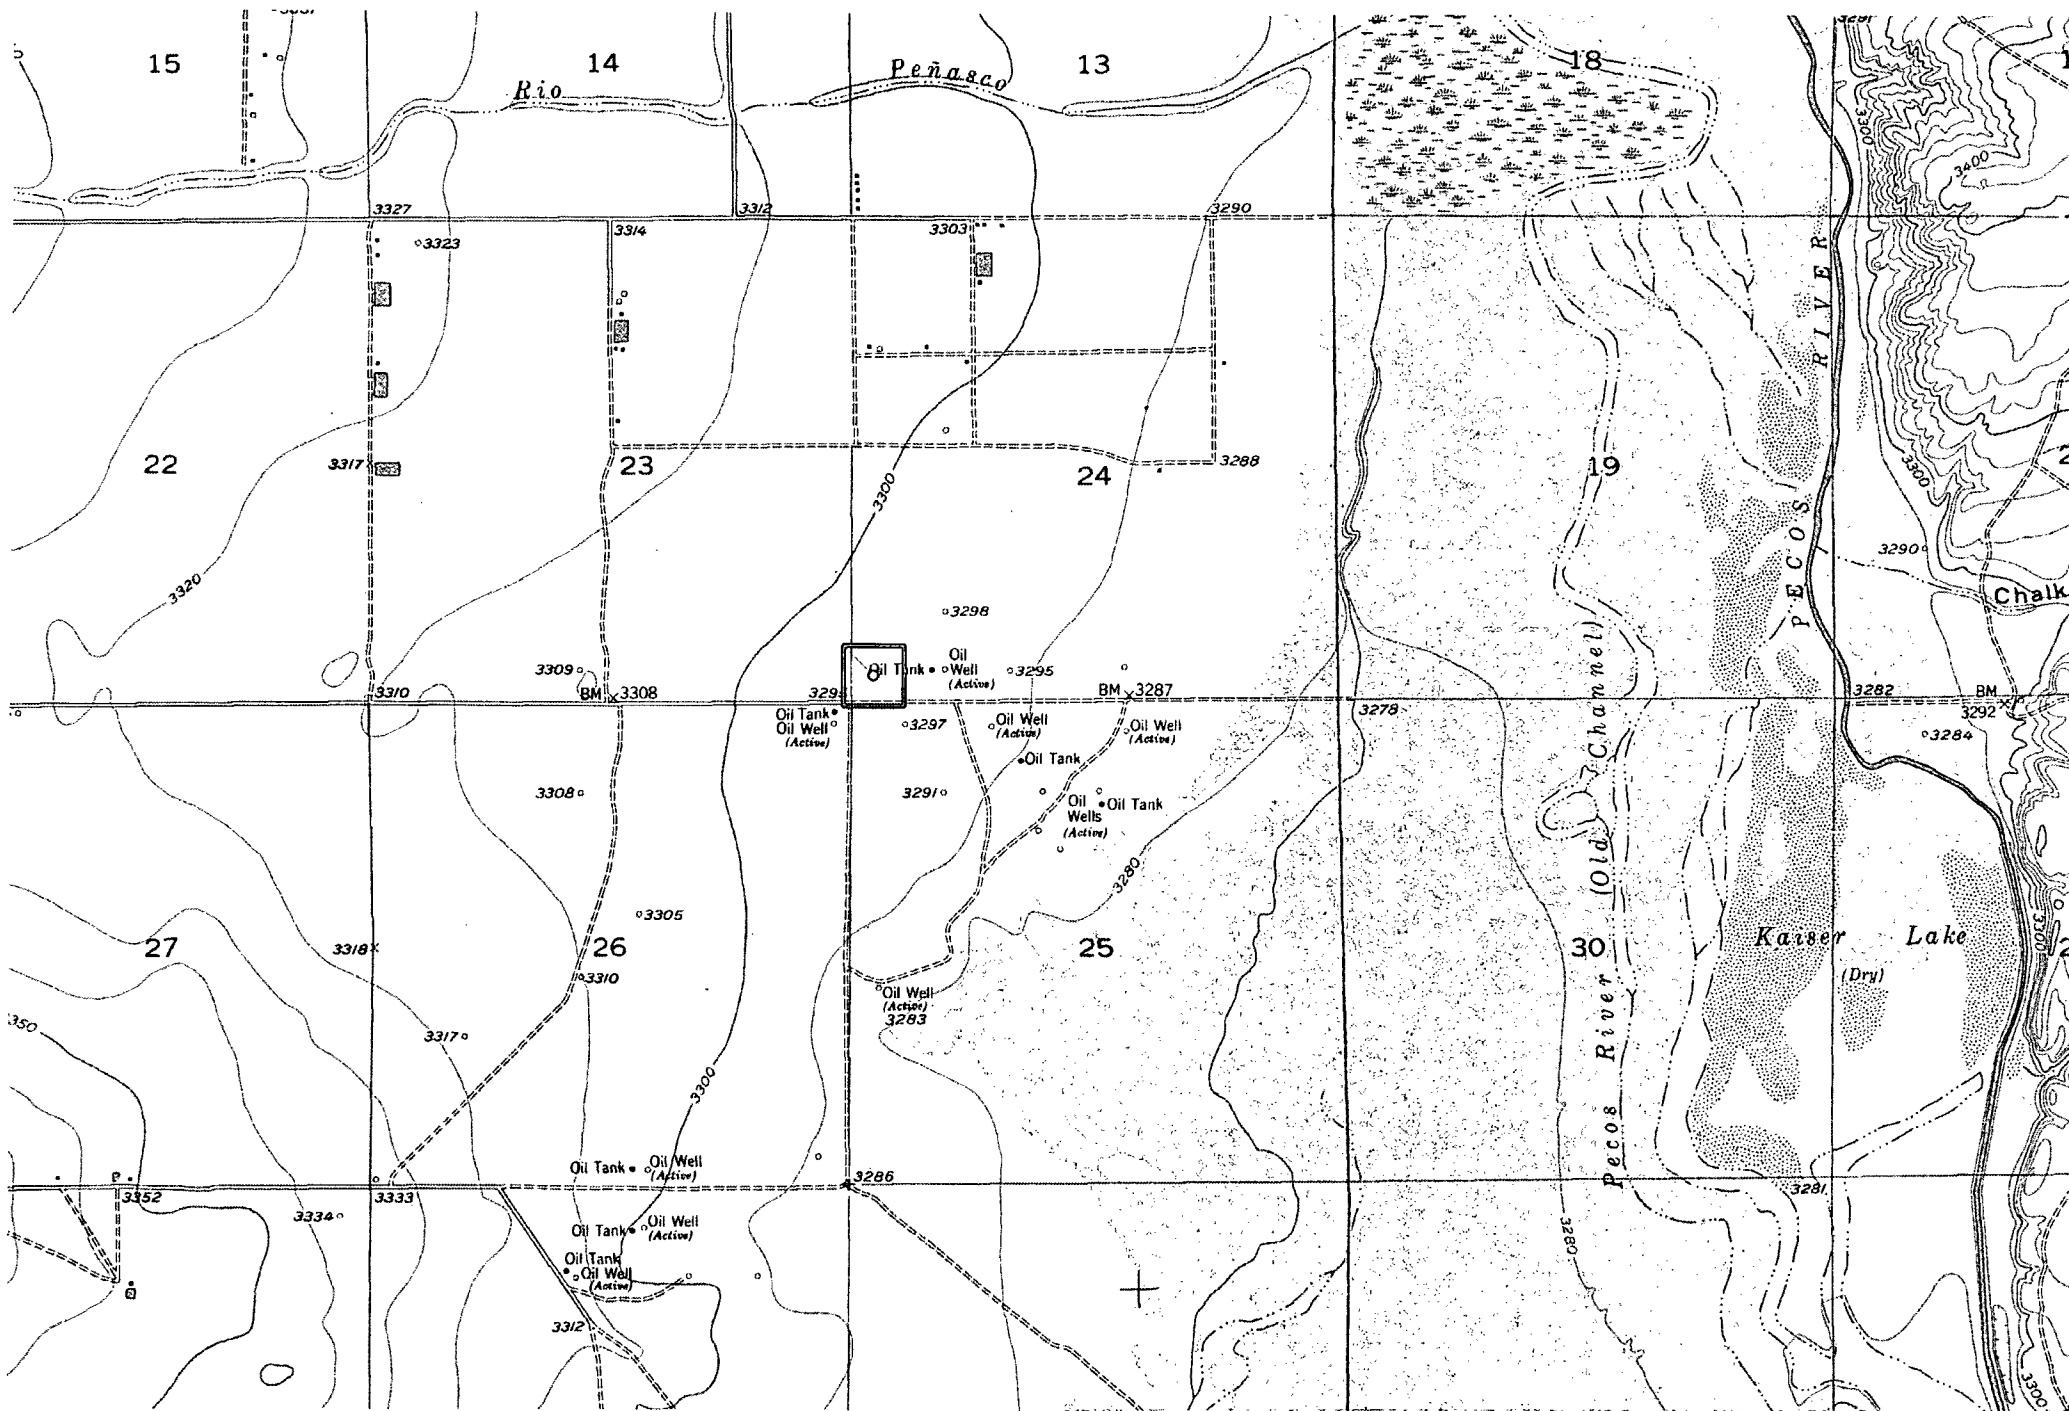 15
14
13
18
Rio
Peñasco
3400
3300
3327
3312
3290
3323
3314
3303
RIVER
22
3317
23
24
3288
19
3300
3300
PECOS
3290
3320
Chalk
3298
3309
Oil Tank
Oil
Well
(Active)
3295
3310
BM
3308
BM
3287
3278
3282
BM
3292
Oil Tank
Oil Well
(Active)
3297
Oil Well
(Active)
Oil Well
(Active)
3284
Oil Tank
3308
3291
Oil
Wells
(Active)
Oil Tank
3280
3305
27
3318
26
25
30
Kaiser Lake
(Dry)
3300
3310
Oil Well
(Active)
3283
3317
3300
Pecos River (Old Channel)
Oil Tank
Oil Well
(Active)
3286
3352
3333
3281
3334
Oil Tank
Oil Well
(Active)
3280
Oil Tank
Oil Well
(Active)
3312
3300